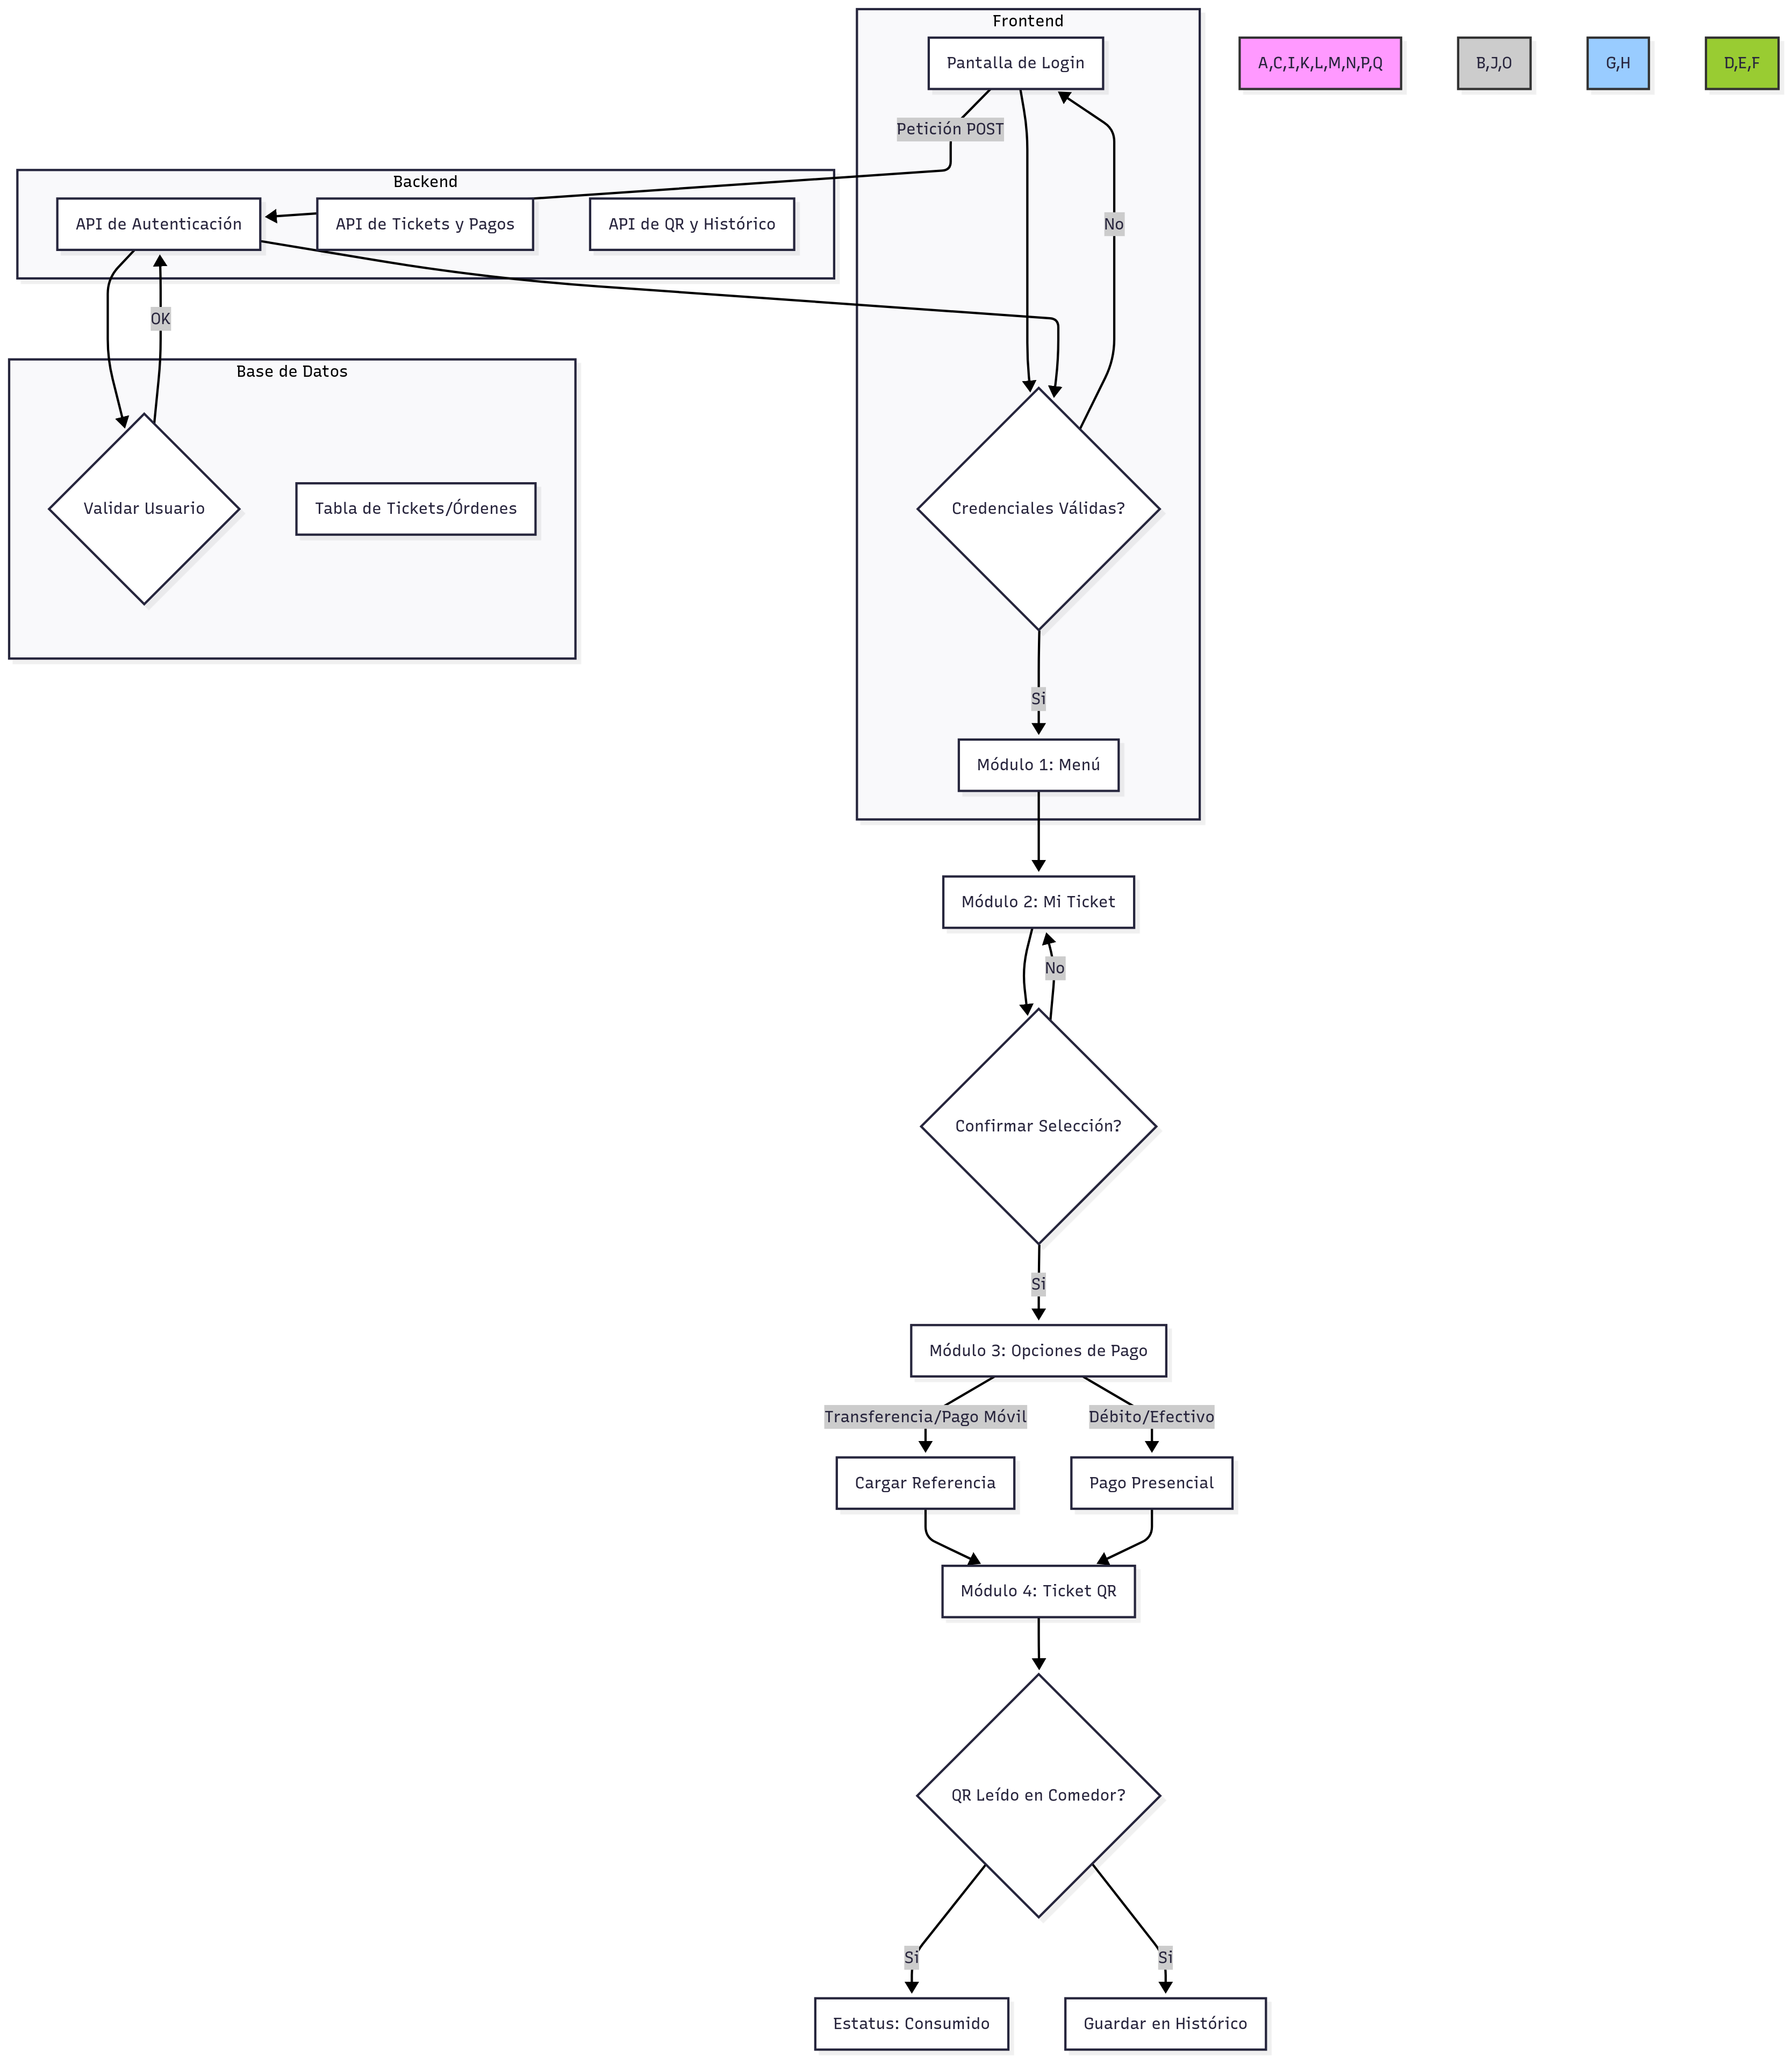 Frontend
Pantalla de Login
A,C,I,K,L,M,N,P,Q
B,J,O
G,H
D,E,F
Petición POST
Backend
API de Autenticación
API de Tickets y Pagos
API de QR y Histórico
No
OK
Base de Datos
Validar Usuario
Tabla de Tickets/Órdenes
Credenciales Válidas?
Si
Módulo 1: Menú
Módulo 2: Mi Ticket
No
Confirmar Selección?
Si
Módulo 3: Opciones de Pago
Transferencia/Pago Móvil
Débito/Efectivo
Cargar Referencia
Pago Presencial
Módulo 4: Ticket QR
QR Leído en Comedor?
Si
Si
Estatus: Consumido
Guardar en Histórico